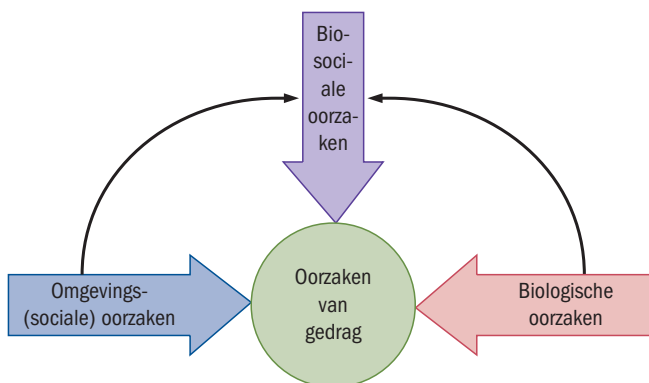 Bio-
soci-
ale
oorza-
ken
Omgevings-
(sociale) oorzaken
Oorzaken
van
gedrag
Biologische
oorzaken